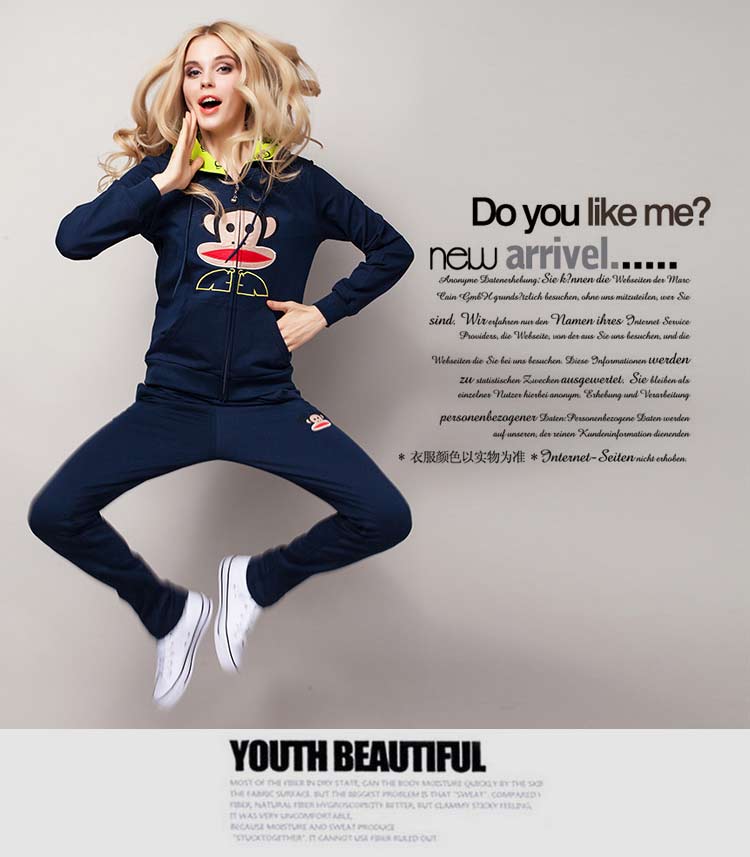 Do you like me?
new arrivel.......
Anonyme Datenerhebung: Sie k?nnen die Webseiten der Marc
Cain GmbH grunds?tzlich besuchen, ohne uns mitzuteilen, wer Sie
sind. Wir erfahren nur den Namen ihres Internet Service
Providers, die Webseite, von der aus Sie uns besuchen, und die
Webseiten die Sie bei uns besuchen. Diese Informationen werden
zu statistischen Zwecken ausgewertet. Sie bleiben als
einzelner Nutzer hierbei anonym. Erhebung und Verarbeitung
personenbezogener Daten: Personenbezogene Daten werden
auf unseren, der reinen Kundeninformation dienenden
* 衣服颜色以实物为准 * Internet-Seiten nicht erhoben.
YOUTH BEAUTIFUL
MOST OF THE FIBER IN DRY STATE, CAN THE BODY MOISTURE QUICKLY BY THE SKIN
THE FABRIC SURFACE. BUT THE BIGGEST PROBLEM IS THAT "SWEAT". COMPARED
FIBER, NATURAL FIBER HYGROSCOPICITY BETTER, BUT CLAMMY STICKY FEELING,
IT WAS VERY UNCOMFORTABLE,
BECAUSE MOISTURE AND SWEAT PRODUCE
"STUCKTOGETHER". IT CANNOT USE FIBER RULED OUT